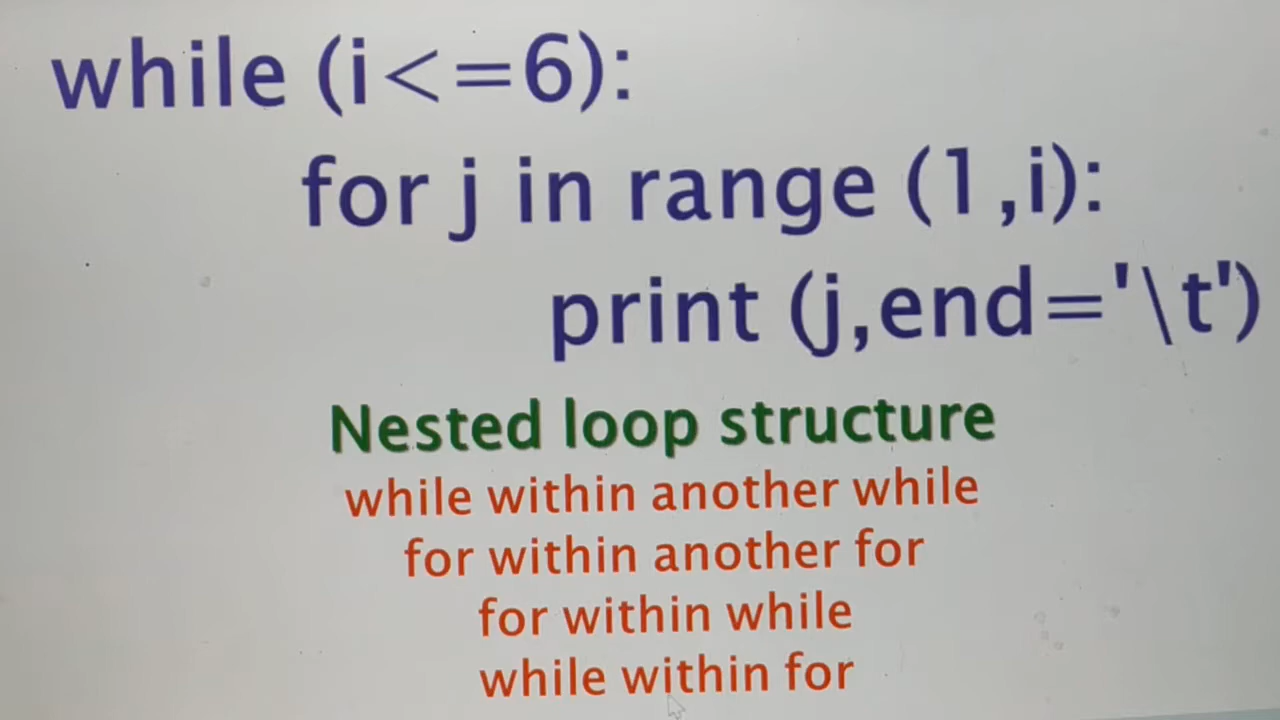 while (i<=6):
for j in range (1,i):
print (j,end='\t')
Nested loop structure
while within another while
for within another for
for within while
while within for